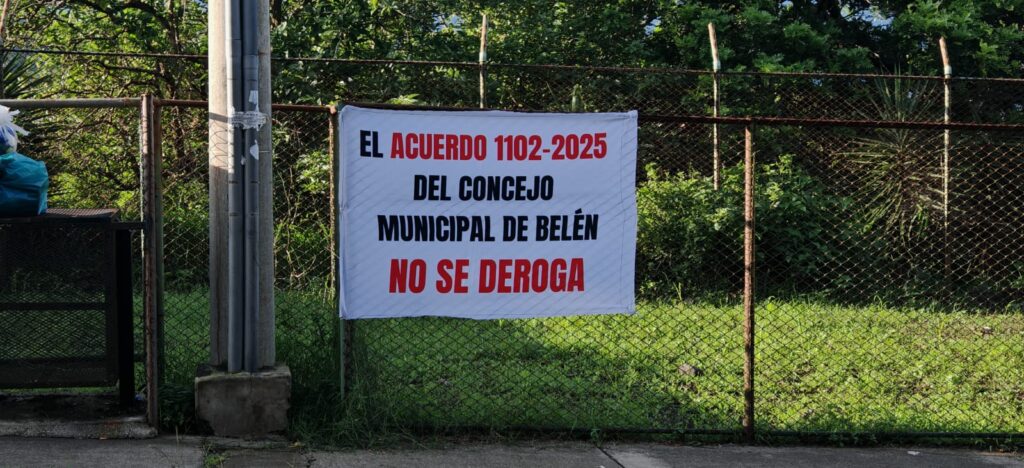 EL ACUERDO 1102-2025
DEL CONCEJO
MUNICIPAL DE BELÉN
NO SE DEROGA